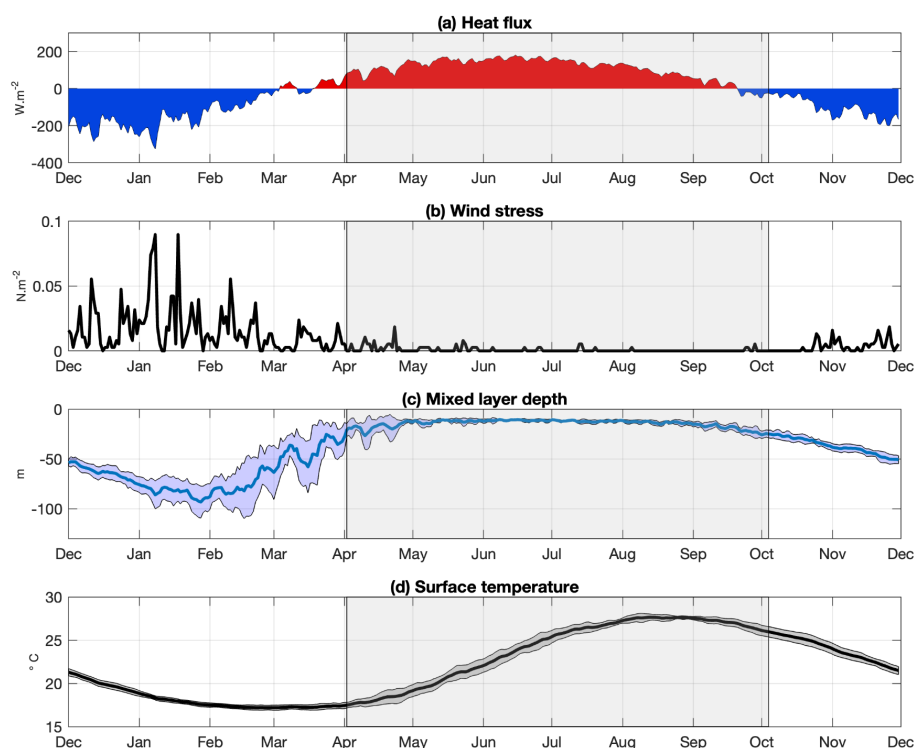 (a) Heat flux
200
0
-200
-400
W.m-2
Dec Jan Feb Mar Apr May Jun Jul Aug Sep Oct Nov Dec
(b) Wind stress
0.1
0.05
0
N.m-2
Dec Jan Feb Mar Apr May Jun Jul Aug Sep Oct Nov Dec
(c) Mixed layer depth
0
-50
-100
m
Dec Jan Feb Mar Apr May Jun Jul Aug Sep Oct Nov Dec
(d) Surface temperature
30
25
20
15
° C
Dec Jan Feb Mar Apr May Jun Jul Aug Sep Oct Nov Dec